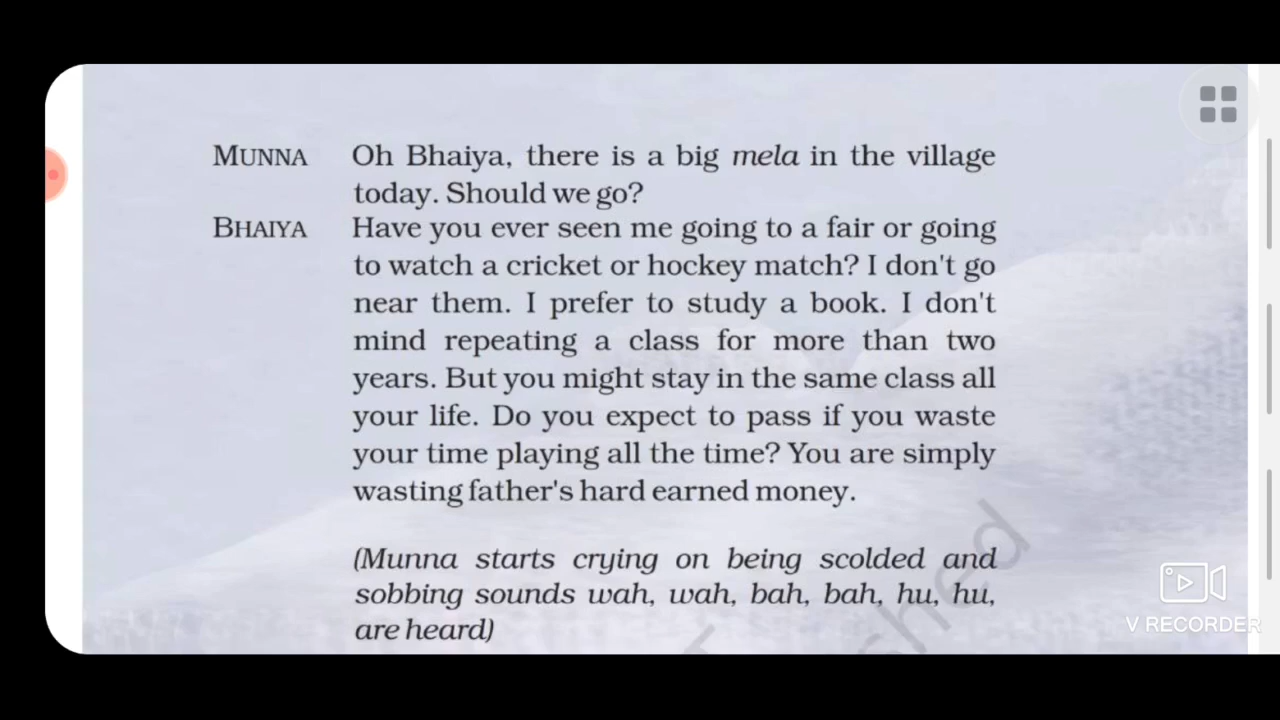 MUNNA Oh Bhaiya, there is a big mela in the village
today. Should we go?
BHAIYA Have you ever seen me going to a fair or going
to watch a cricket or hockey match? I don't go
near them. I prefer to study a book. I don't
mind repeating a class for more than two
years. But you might stay in the same class all
your life. Do you expect to pass if you waste
your time playing all the time? You are simply
wasting father's hard earned money.
(Munna starts crying on being scolded and
sobbing sounds wah, wah, bah, bah, hu, hu,
are heard)
V RECORDER